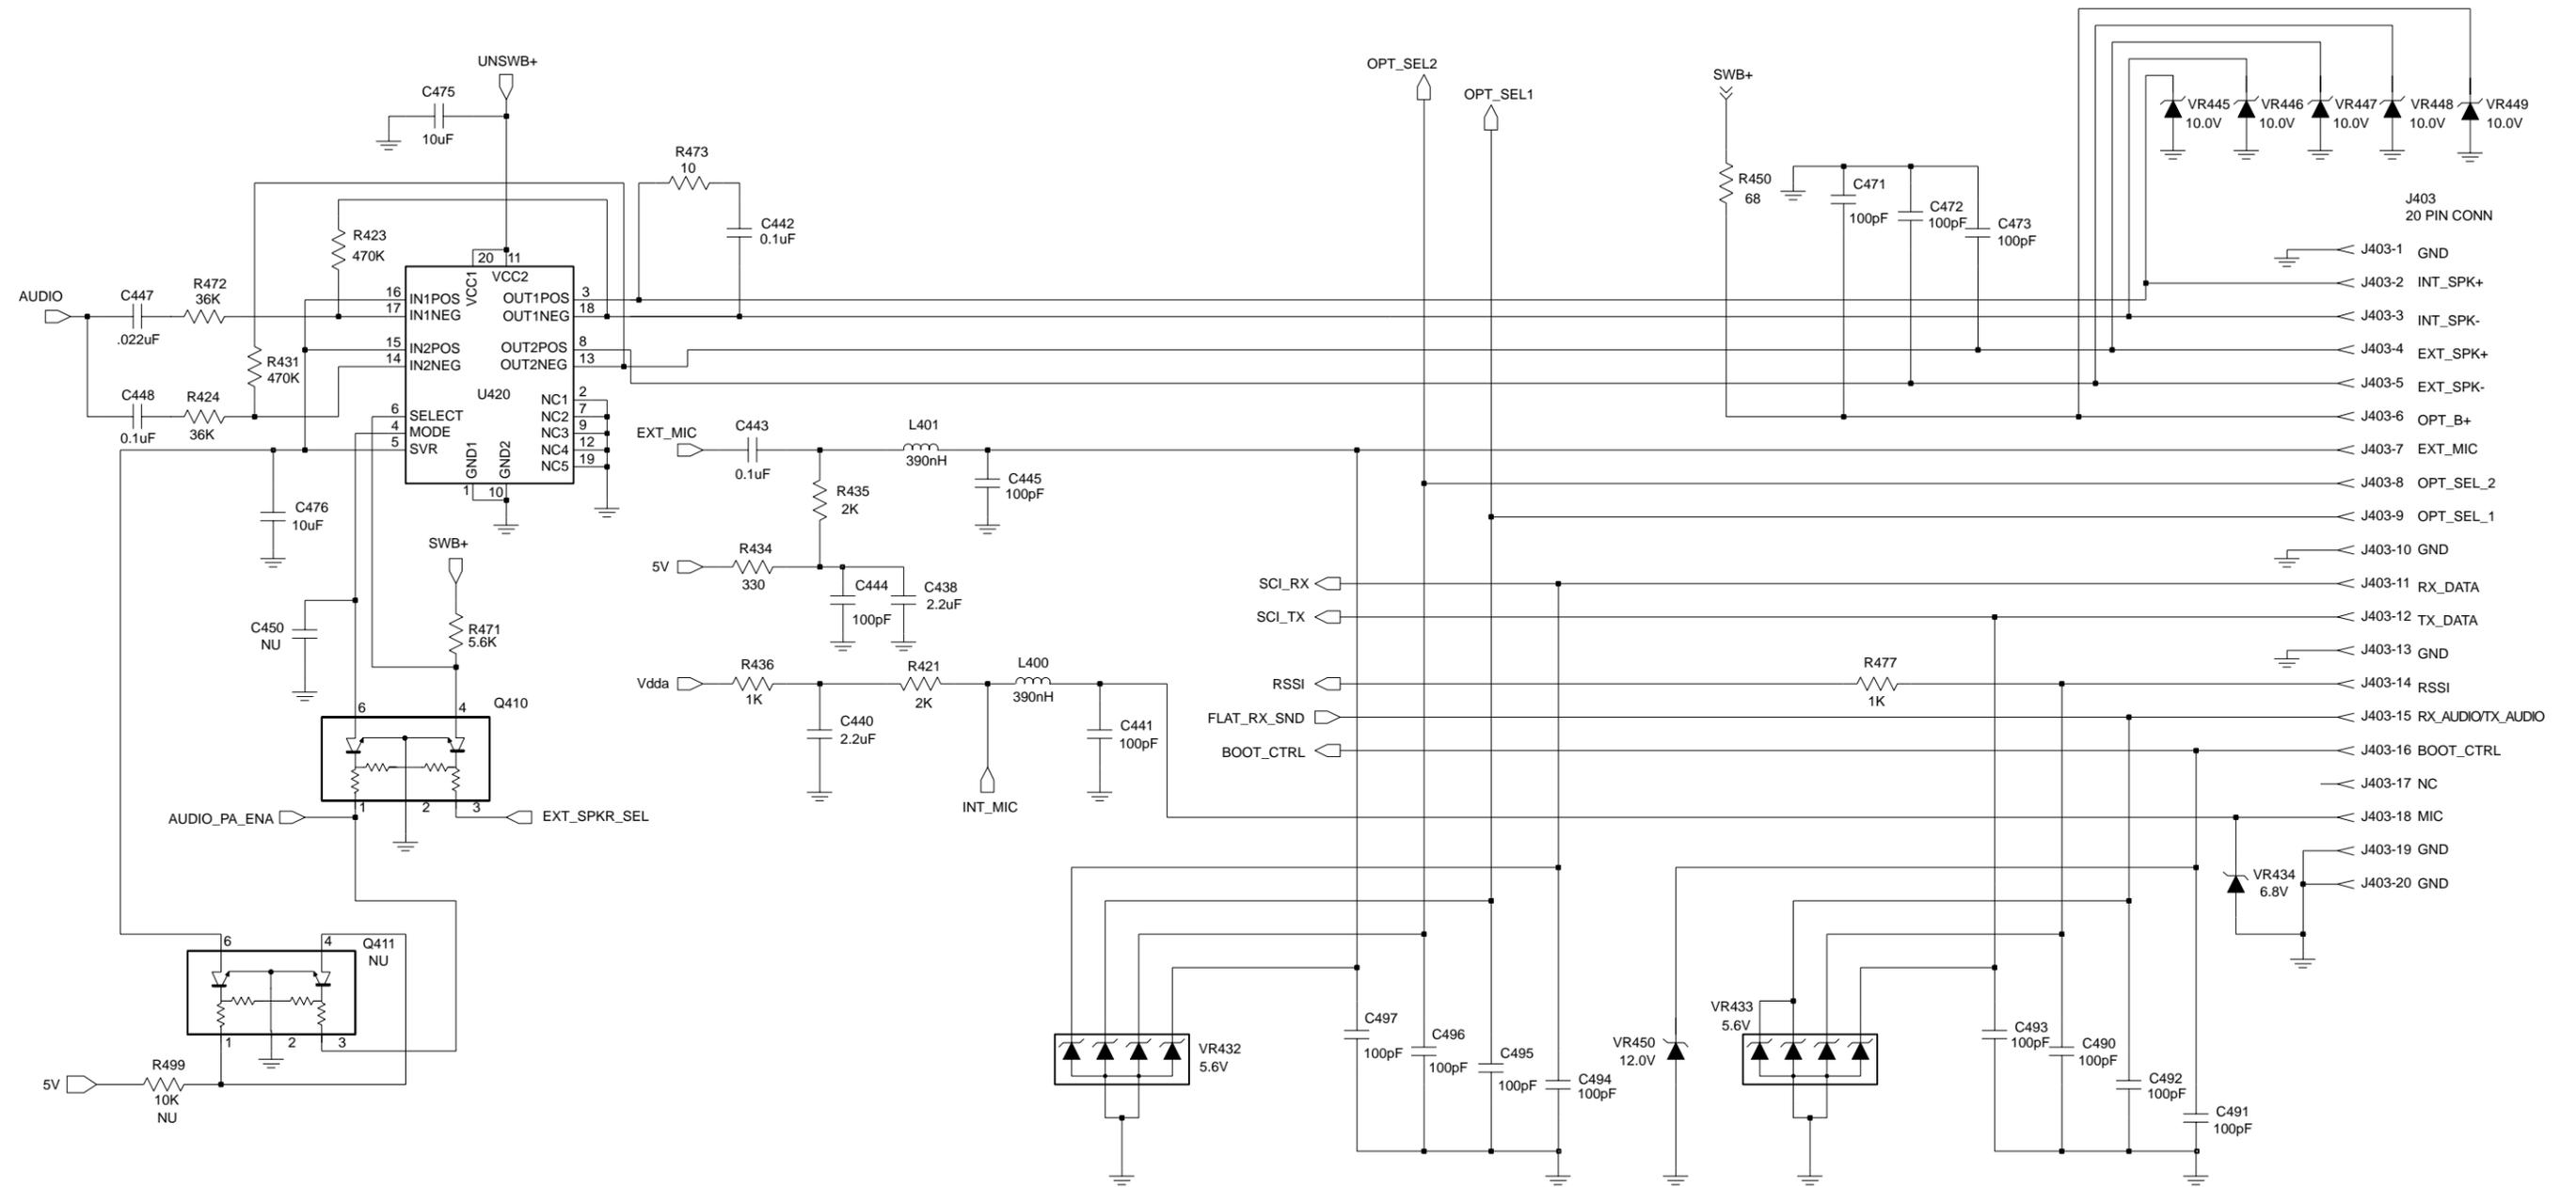 UNSWB+
C475
10uF
R473
10
C442
0.1uF
R423
470K
20
11
VCC1
VCC2
AUDIO
C447
.022uF
R472
36K
R431
470K
C448
0.1uF
R424
36K
16 IN1POS
17 IN1NEG
15 IN2POS
14 IN2NEG
6 SELECT
4 MODE
5 SVR
OUT1POS 3
OUT1NEG 18
OUT2POS 8
OUT2NEG 13
U420
NC1 2
NC2 7
NC3 9
NC4 12
NC5 19
GND1
GND2
1
10
C476
10uF
SWB+
C450
NU
R471
5.6K
6
4
Q410
1
2
3
AUDIO_PA_ENA
EXT_SPKR_SEL
6
4
Q411
NU
1
2
3
5V
R499
10K
NU
EXT_MIC
C443
0.1uF
L401
390nH
C445
100pF
R435
2K
5V
R434
330
C444
100pF
C438
2.2uF
Vdda
R436
1K
C440
2.2uF
R421
2K
L400
390nH
C441
100pF
INT_MIC
OPT_SEL2
OPT_SEL1
SWB+
R450
68
C471
100pF
C472
100pF
C473
100pF
VR445
10.0V
VR446
10.0V
VR447
10.0V
VR448
10.0V
VR449
10.0V
SCI_RX
SCI_TX
RSSI
R477
1K
FLAT_RX_SND
BOOT_CTRL
J403
20 PIN CONN
J403-1 GND
J403-2 INT_SPK+
J403-3 INT_SPK-
J403-4 EXT_SPK+
J403-5 EXT_SPK-
J403-6 OPT_B+
J403-7 EXT_MIC
J403-8 OPT_SEL_2
J403-9 OPT_SEL_1
J403-10 GND
J403-11 RX_DATA
J403-12 TX_DATA
J403-13 GND
J403-14 RSSI
J403-15 RX_AUDIO/TX_AUDIO
J403-16 BOOT_CTRL
J403-17 NC
J403-18 MIC
J403-19 GND
J403-20 GND
VR434
6.8V
VR432
5.6V
C497
100pF
C496
100pF
C495
100pF
C494
100pF
VR450
12.0V
VR433
5.6V
C493
100pF
C490
100pF
C492
100pF
C491
100pF